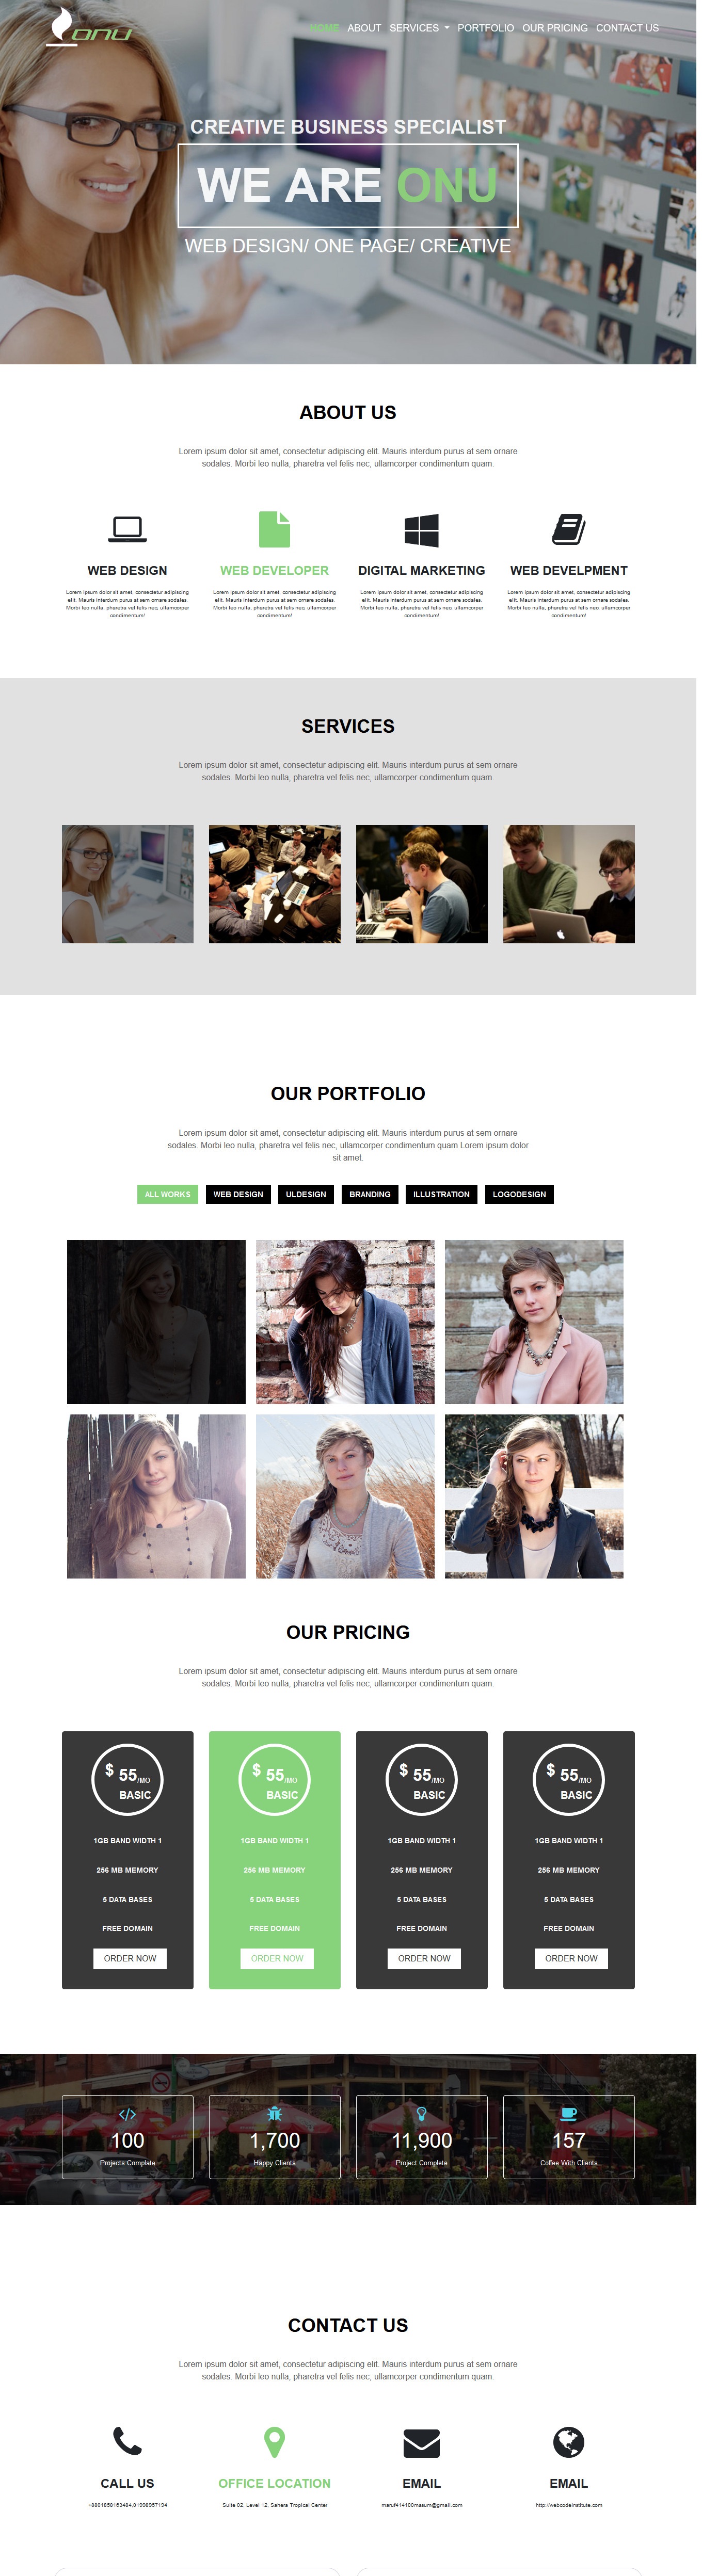 onu
HOME ABOUT SERVICES PORTFOLIO OUR PRICING CONTACT US
CREATIVE BUSINESS SPECIALIST
WE ARE ONU
WEB DESIGN/ ONE PAGE/ CREATIVE
ABOUT US
Lorem ipsum dolor sit amet, consectetur adipiscing elit. Mauris interdum purus at sem ornare
sodales. Morbi leo nulla, pharetra vel felis nec, ullamcorper condimentum quam.
WEB DESIGN
Lorem ipsum dolor sit amet, consectetur adipiscing
elit. Mauris interdum purus at sem ornare sodales.
Morbi leo nulla, pharetra vel felis nec, ullamcorper
condimentum!
WEB DEVELOPER
Lorem ipsum dolor sit amet, consectetur adipiscing
elit. Mauris interdum purus at sem ornare sodales.
Morbi leo nulla, pharetra vel felis nec, ullamcorper
condimentum!
DIGITAL MARKETING
Lorem ipsum dolor sit amet, consectetur adipiscing
elit. Mauris interdum purus at sem ornare sodales.
Morbi leo nulla, pharetra vel felis nec, ullamcorper
condimentum!
WEB DEVELPMENT
Lorem ipsum dolor sit amet, consectetur adipiscing
elit. Mauris interdum purus at sem ornare sodales.
Morbi leo nulla, pharetra vel felis nec, ullamcorper
condimentum!
SERVICES
Lorem ipsum dolor sit amet, consectetur adipiscing elit. Mauris interdum purus at sem ornare
sodales. Morbi leo nulla, pharetra vel felis nec, ullamcorper condimentum quam.
OUR PORTFOLIO
Lorem ipsum dolor sit amet, consectetur adipiscing elit. Mauris interdum purus at sem ornare
sodales. Morbi leo nulla, pharetra vel felis nec, ullamcorper condimentum quam Lorem ipsum dolor
sit amet.
ALL WORKS WEB DESIGN ULDESIGN BRANDING ILLUSTRATION LOGODESIGN
OUR PRICING
Lorem ipsum dolor sit amet, consectetur adipiscing elit. Mauris interdum purus at sem ornare
sodales. Morbi leo nulla, pharetra vel felis nec, ullamcorper condimentum quam.
$ 55/MO
BASIC
1GB BAND WIDTH 1
256 MB MEMORY
5 DATA BASES
FREE DOMAIN
ORDER NOW
$ 55/MO
BASIC
1GB BAND WIDTH 1
256 MB MEMORY
5 DATA BASES
FREE DOMAIN
ORDER NOW
$ 55/MO
BASIC
1GB BAND WIDTH 1
256 MB MEMORY
5 DATA BASES
FREE DOMAIN
ORDER NOW
$ 55/MO
BASIC
1GB BAND WIDTH 1
256 MB MEMORY
5 DATA BASES
FREE DOMAIN
ORDER NOW
100
Projects Complate
1,700
Happy Clients
11,900
Project Complete
157
Coffee With Clients
CONTACT US
Lorem ipsum dolor sit amet, consectetur adipiscing elit. Mauris interdum purus at sem ornare
sodales. Morbi leo nulla, pharetra vel felis nec, ullamcorper condimentum quam.
CALL US
+8801858163484,01998957194
OFFICE LOCATION
Suite 02, Level 12, Sahera Tropical Center
EMAIL
maruf414100masum@gmail.com
EMAIL
http://webcodeinstitute.com